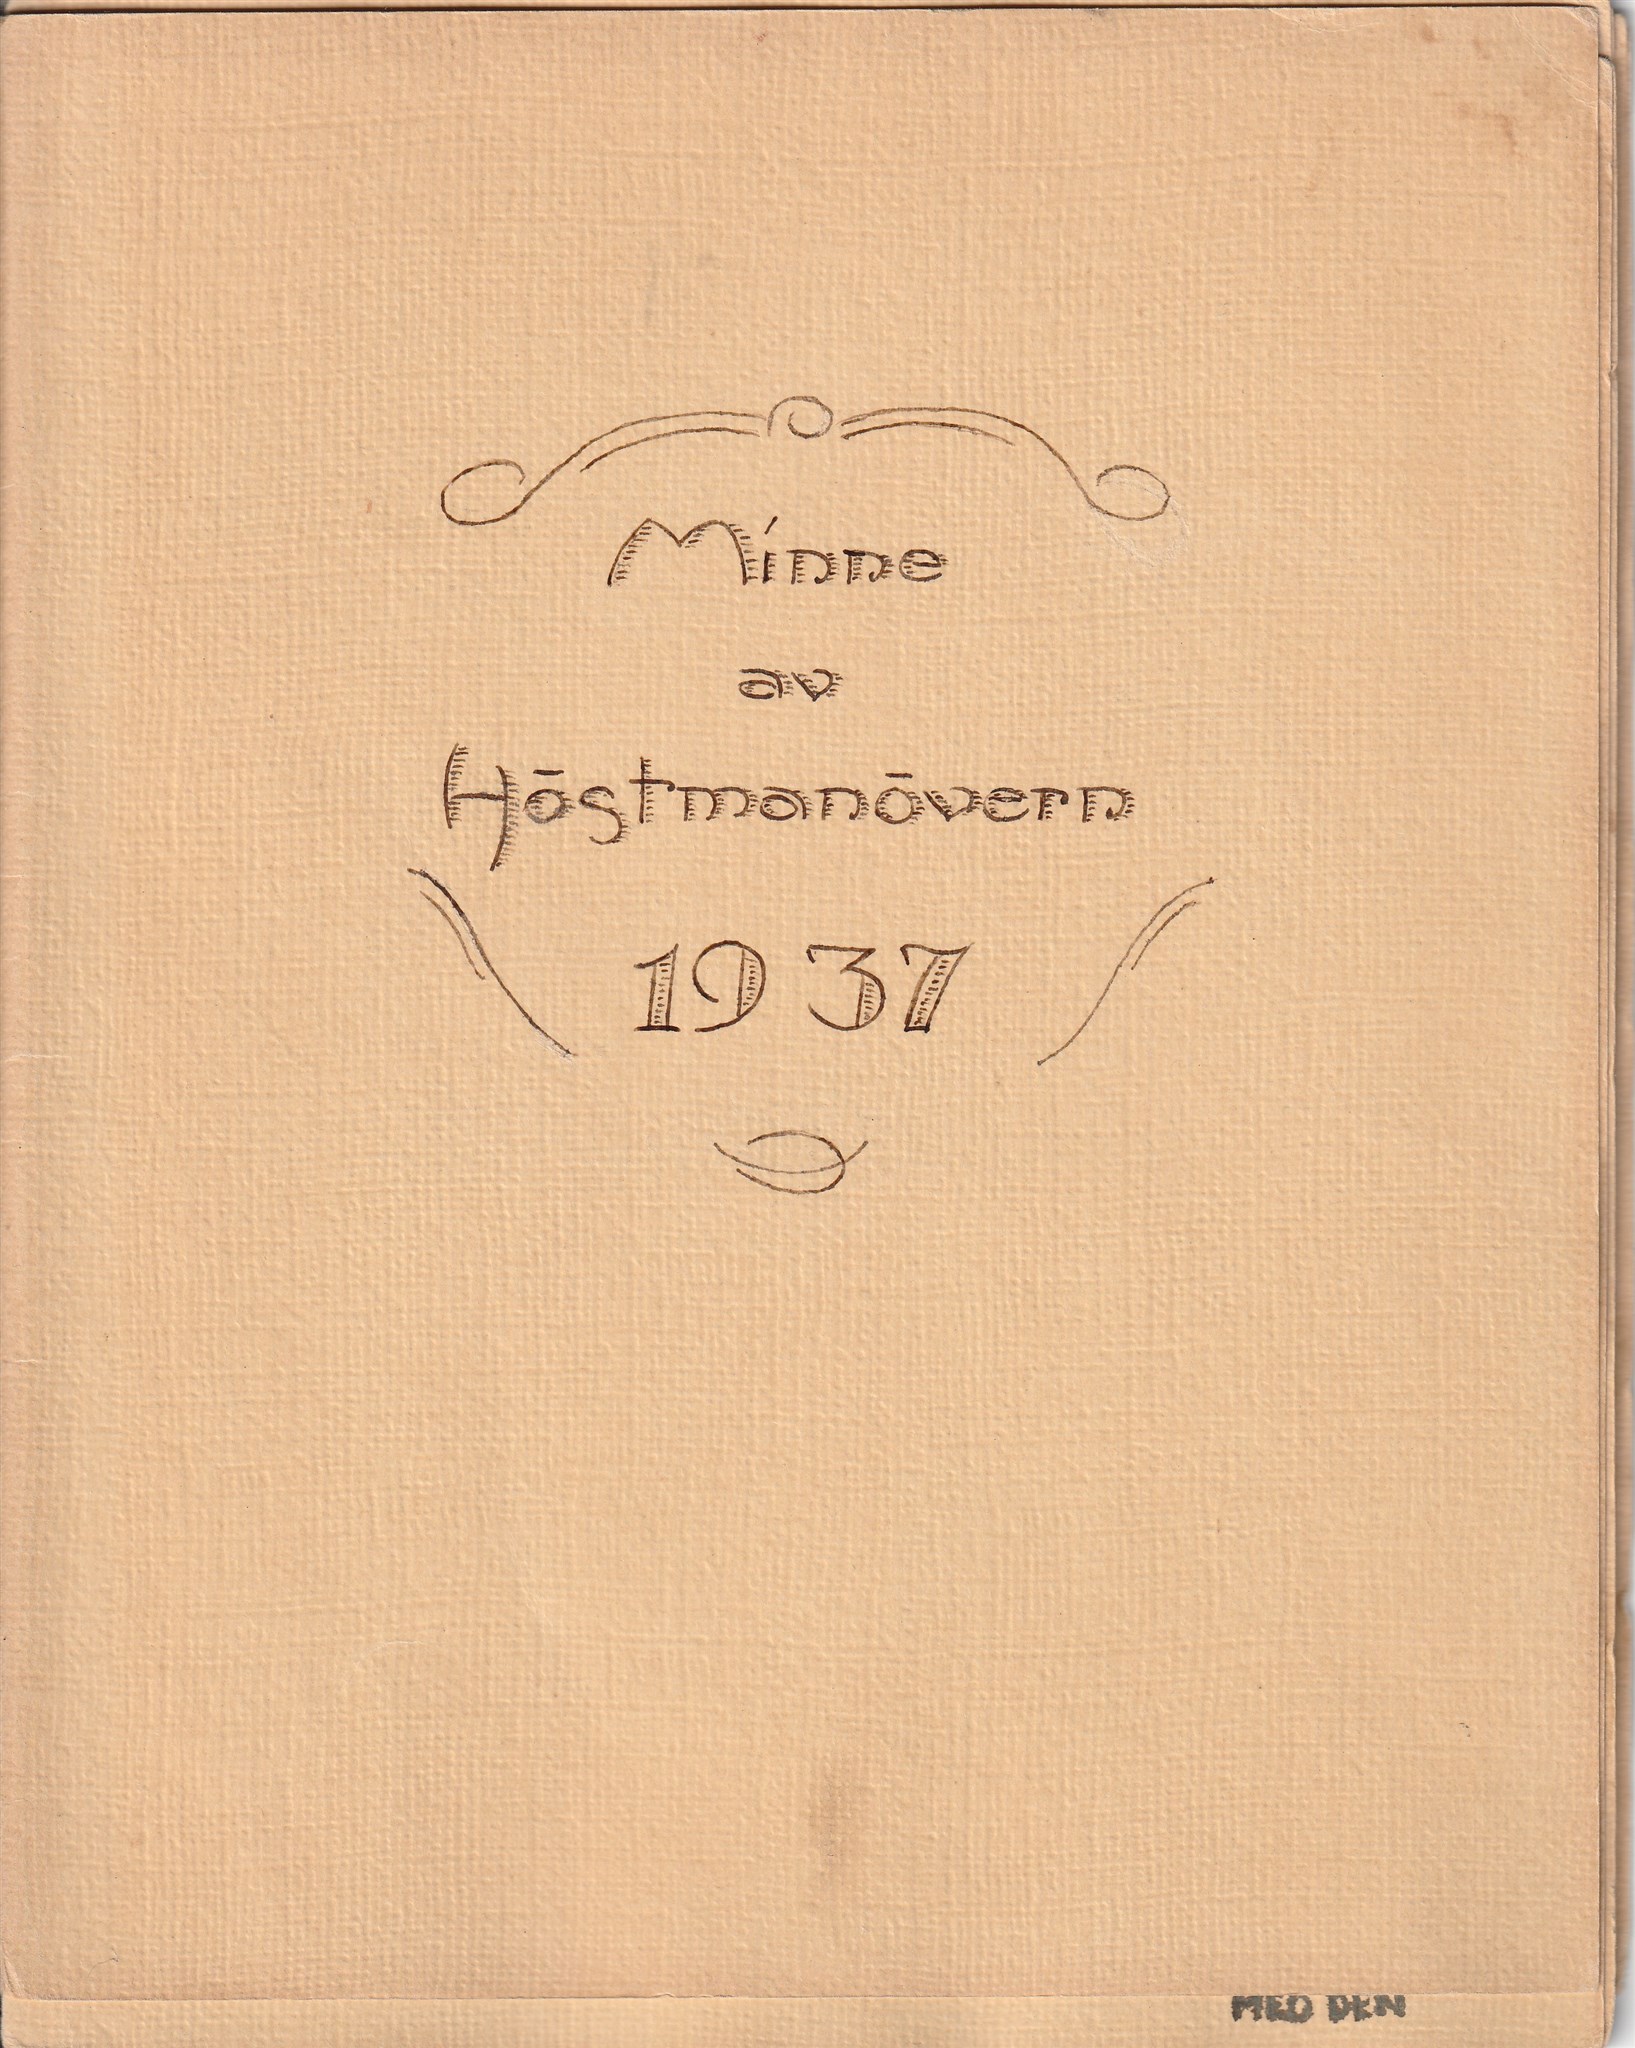 Minne
av
Höstmanövern
1937
MED DEN